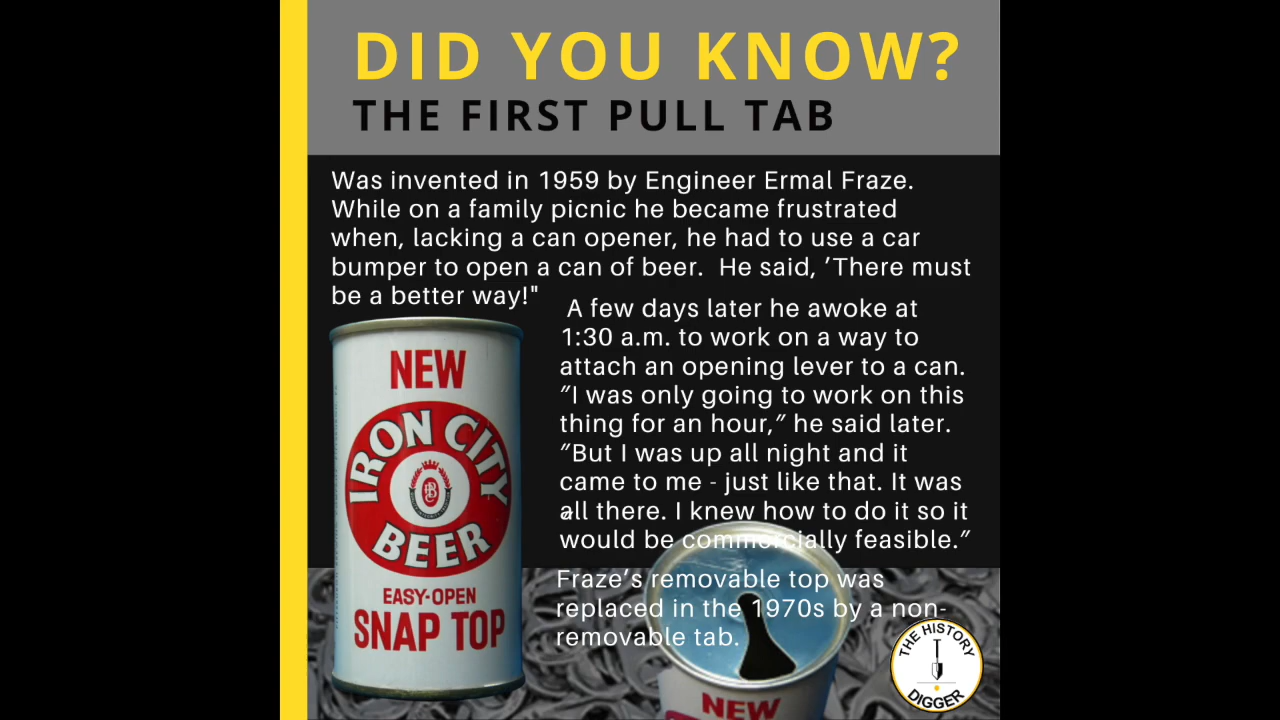 DID YOU KNOW?
THE FIRST PULL TAB
Was invented in 1959 by Engineer Ermal Fraze.
While on a family picnic he became frustrated
when, lacking a can opener, he had to use a car
bumper to open a can of beer.  He said, ’There must
be a better way!"
A few days later he awoke at
1:30 a.m. to work on a way to
attach an opening lever to a can.
″I was only going to work on this
thing for an hour,″ he said later.
″But I was up all night and it
came to me - just like that. It was
all there. I knew how to do it so it
would be commercially feasible.″
Fraze’s removable top was
replaced in the 1970s by a non-
removable tab.
NEW
IRON CITY
BEER
EASY-OPEN
SNAP TOP
NEW
THE HISTORY
DIGGER